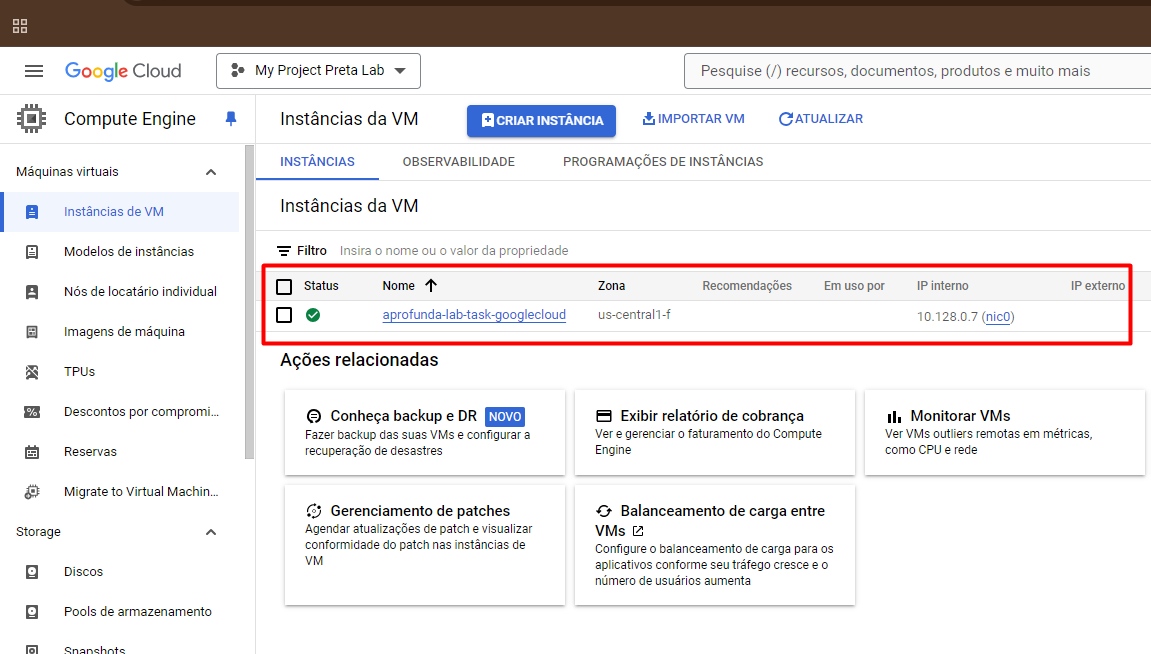 Google Cloud
My Project Preta Lab
Pesquise (/) recursos, documentos, produtos e muito mais
Compute Engine
Instâncias da VM
CRIAR INSTÂNCIA
IMPORTAR VM
ATUALIZAR
Máquinas virtuais
Instâncias de VM
Modelos de instâncias
Nós de locatário individual
Imagens de máquina
TPUs
Descontos por compromi...
Reservas
Migrate to Virtual Machin...
Storage
Discos
Pools de armazenamento
Snapshots
INSTÂNCIAS
OBSERVABILIDADE
PROGRAMAÇÕES DE INSTÂNCIAS
Instâncias da VM
Filtro Insira o nome ou o valor da propriedade
Status Nome Zona Recomendações Em uso por IP interno IP externo
aprofunda-lab-task-googlecloud us-central1-f 10.128.0.7 (nic0)
Ações relacionadas
Conheça backup e DR NOVO
Fazer backup das suas VMs e configurar a
recuperação de desastres
Exibir relatório de cobrança
Ver e gerenciar o faturamento do Compute
Engine
Monitorar VMs
Ver VMs outliers remotas em métricas,
como CPU e rede
Gerenciamento de patches
Agendar atualizações de patch e visualizar
conformidade do patch nas instâncias de
VM
Balanceamento de carga entre
VMs
Configure o balanceamento de carga para os
aplicativos conforme seu tráfego cresce e o
número de usuários aumenta